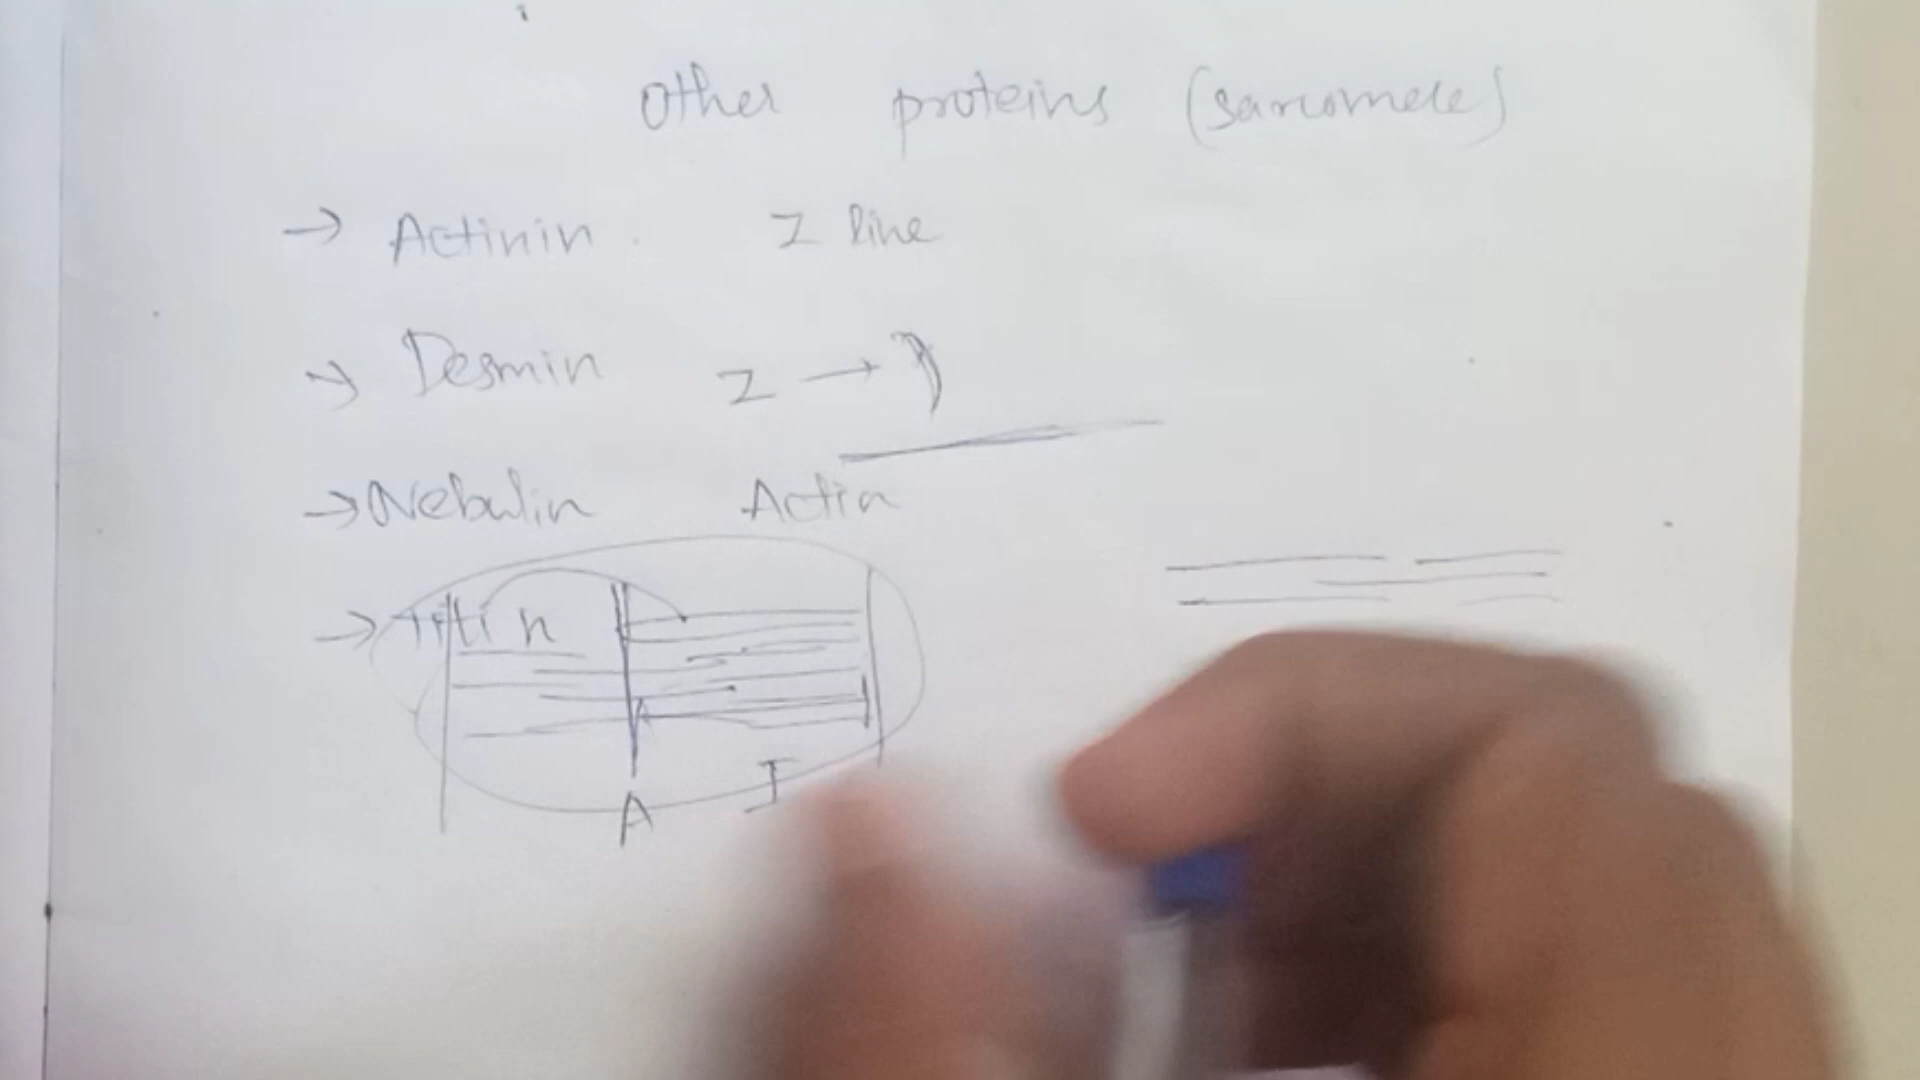 Other proteins (sarcomere)
→ Actinin Z line
→ Desmin Z →
→ Nebulin Actin
→ Titin
A I